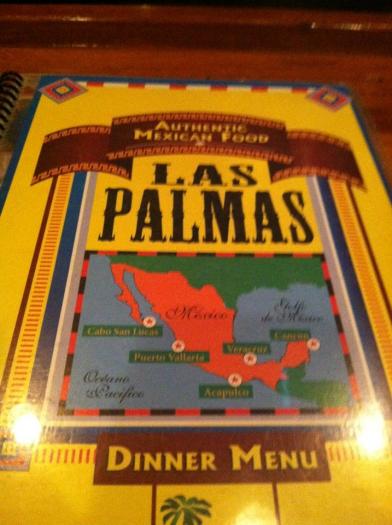 AUTHENTIC
MEXICAN FOOD
LAS
PALMAS
México
Golfo
de México
Cabo San Lucas
Cancun
Puerto Vallarta
Veracruz
Acapulco
Océano
Pacifico
DINNER MENU